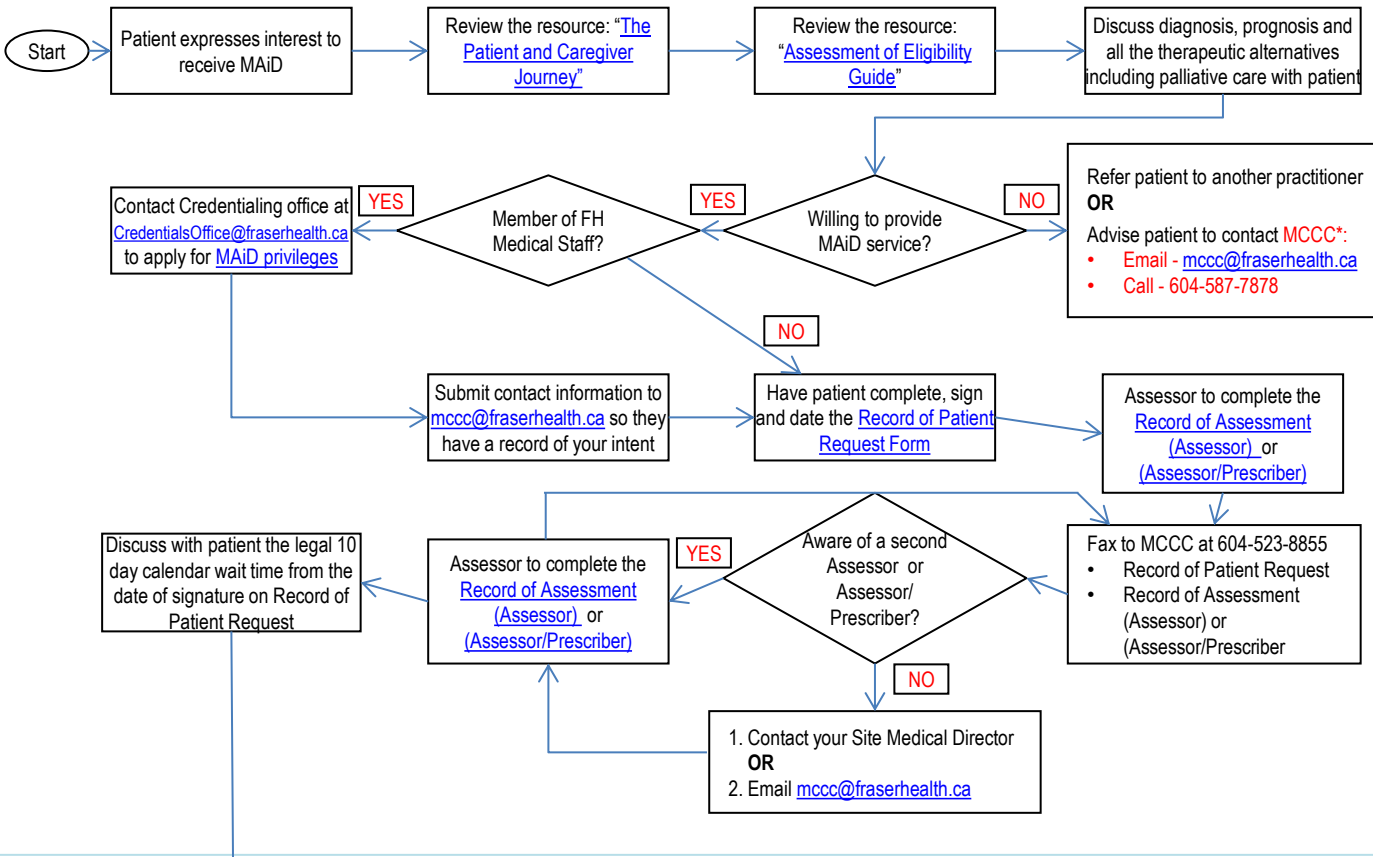 Start
Patient expresses interest to
receive MAiD
Review the resource: “The
Patient and Caregiver
Journey”
Review the resource:
“Assessment of Eligibility
Guide”
Discuss diagnosis, prognosis and
all the therapeutic alternatives
including palliative care with patient
Contact Credentialing office at
CredentialsOffice@fraserhealth.ca
to apply for MAiD privileges
YES
Member of FH
Medical Staff?
YES
Willing to provide
MAiD service?
NO
Refer patient to another practitioner
OR
Advise patient to contact MCCC*:
• Email - mccc@fraserhealth.ca
• Call - 604-587-7878
NO
Submit contact information to
mccc@fraserhealth.ca so they
have a record of your intent
Have patient complete, sign
and date the Record of Patient
Request Form
Assessor to complete the
Record of Assessment
(Assessor) or
(Assessor/Prescriber)
Discuss with patient the legal 10
day calendar wait time from the
date of signature on Record of
Patient Request
Assessor to complete the
Record of Assessment
(Assessor) or
(Assessor/Prescriber)
YES
Aware of a second
Assessor or
Assessor/
Prescriber?
Fax to MCCC at 604-523-8855
• Record of Patient Request
• Record of Assessment
(Assessor) or
(Assessor/Prescriber
NO
1. Contact your Site Medical Director
OR
2. Email mccc@fraserhealth.ca